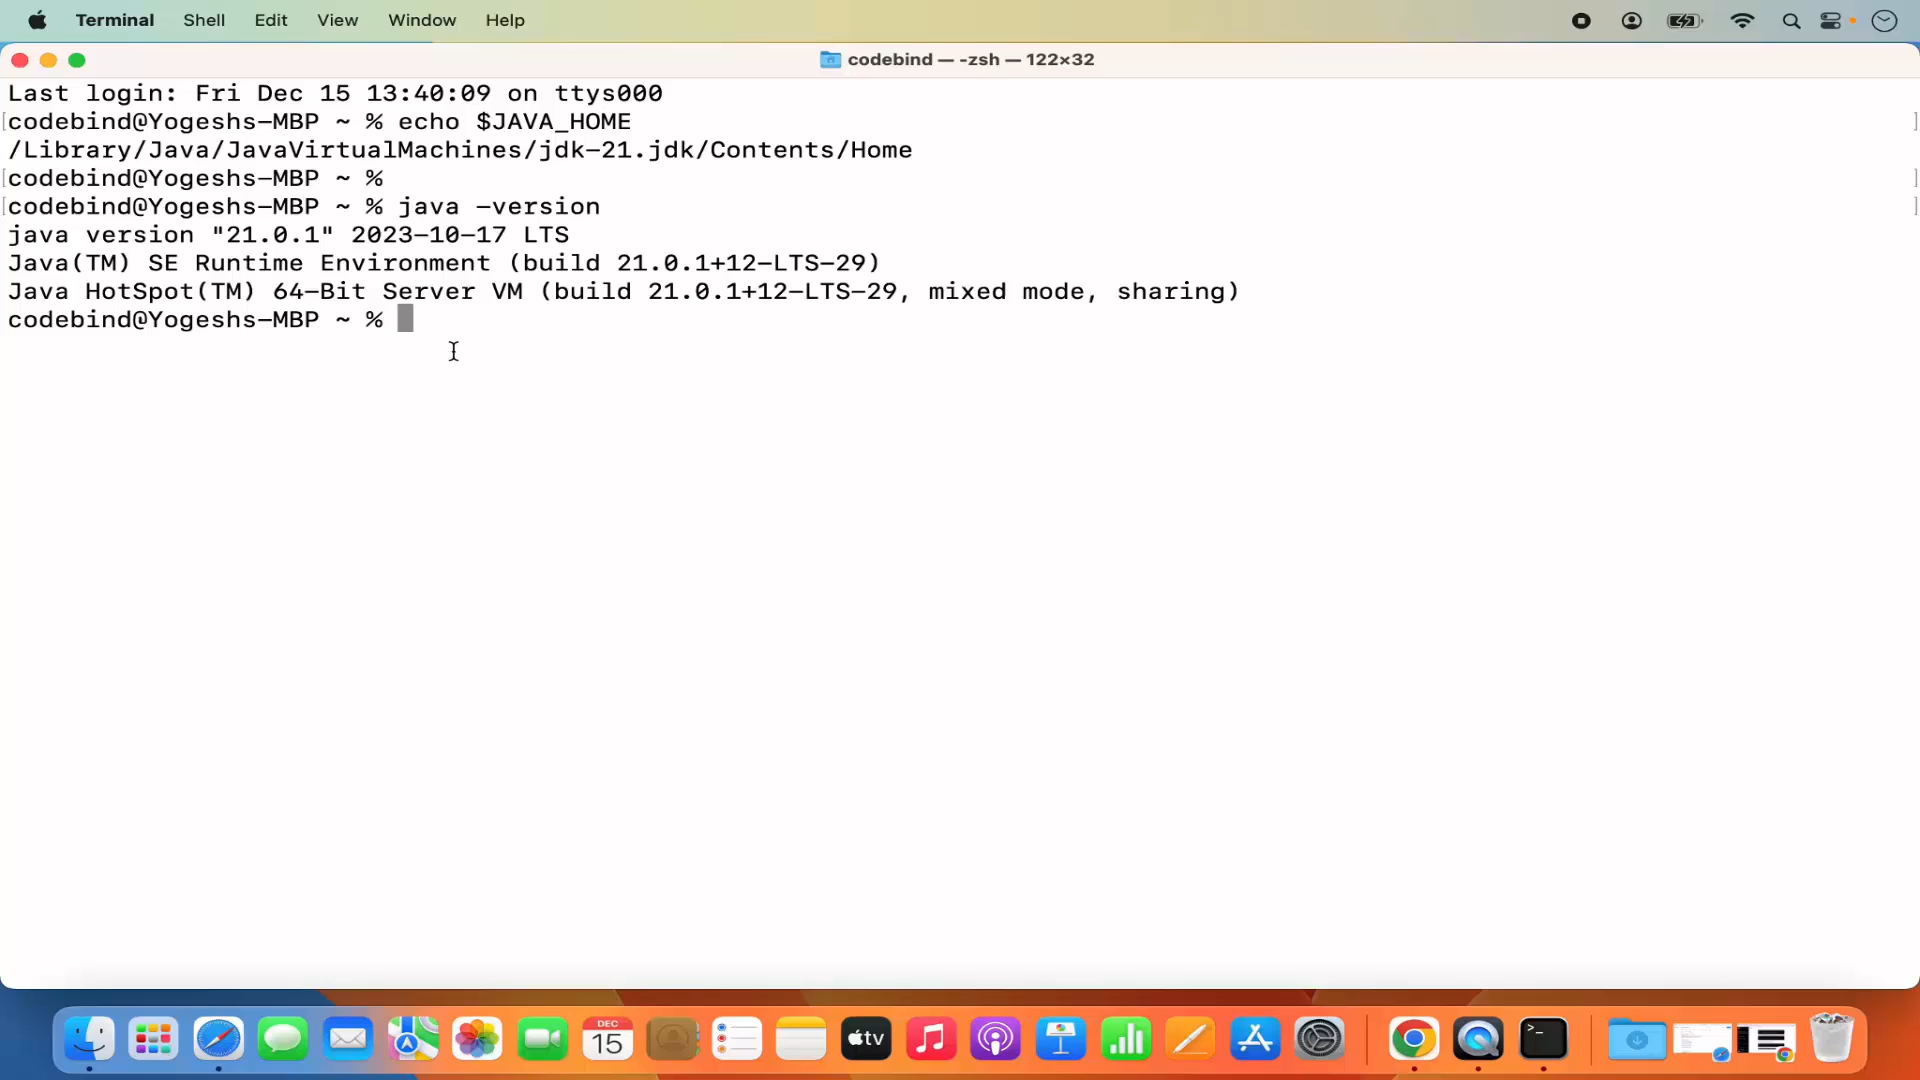 Terminal Shell Edit View Window Help
codebind — -zsh — 122×32
Last login: Fri Dec 15 13:40:09 on ttys000
codebind@Yogeshs-MBP ~ % echo $JAVA_HOME
/Library/Java/JavaVirtualMachines/jdk-21.jdk/Contents/Home
codebind@Yogeshs-MBP ~ %
codebind@Yogeshs-MBP ~ % java -version
java version "21.0.1" 2023-10-17 LTS
Java(TM) SE Runtime Environment (build 21.0.1+12-LTS-29)
Java HotSpot(TM) 64-Bit Server VM (build 21.0.1+12-LTS-29, mixed mode, sharing)
codebind@Yogeshs-MBP ~ %
DEC
15
tv
>_